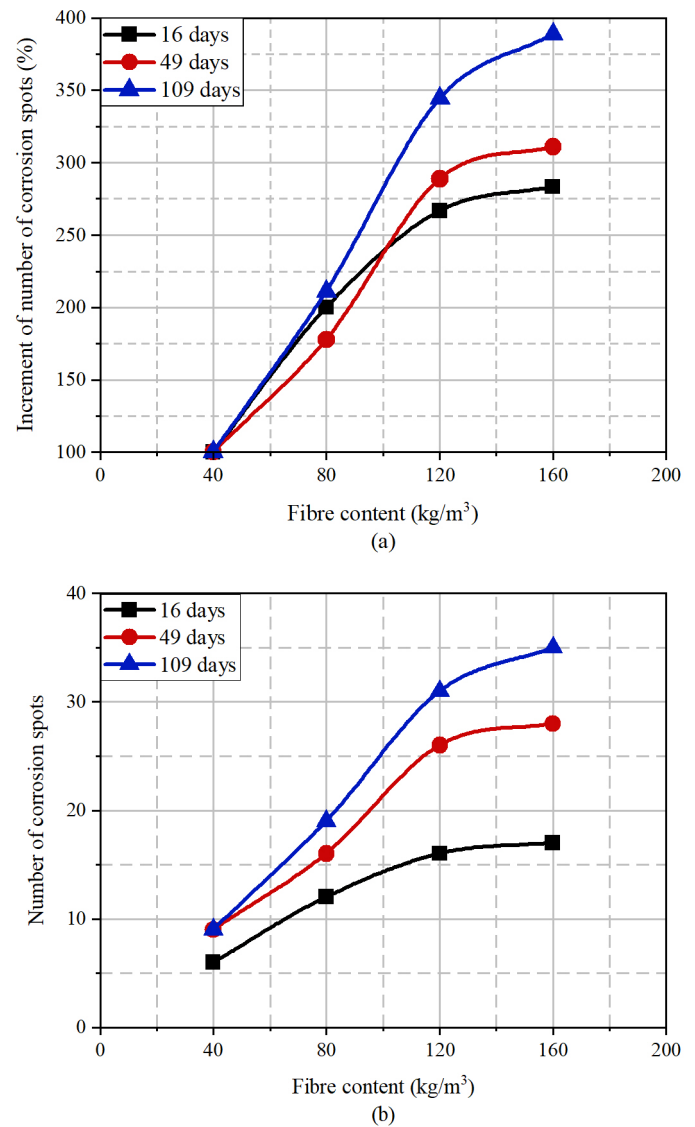 400
350
300
250
200
150
100
Increment of number of corrosion spots (%)
16 days
49 days
109 days
0 40 80 120 160 200
Fibre content (kg/m³)
(a)
40
30
20
10
0
Number of corrosion spots
16 days
49 days
109 days
0 40 80 120 160 200
Fibre content (kg/m³)
(b)